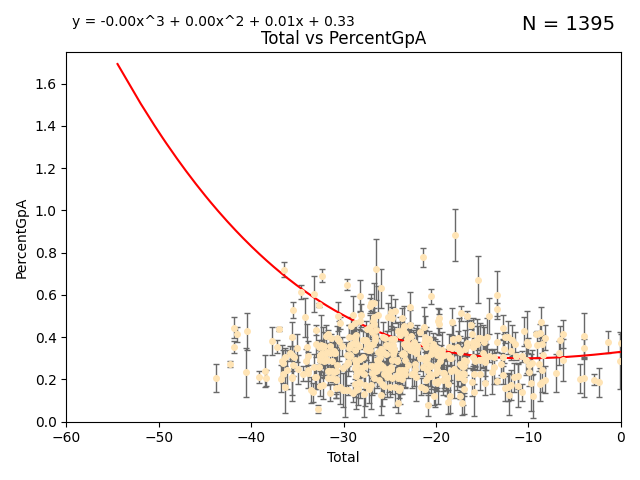 y = -0.00x^3 + 0.00x^2 + 0.01x + 0.33
N = 1395
Total vs PercentGpA
1.6
1.4
1.2
1.0
0.8
0.6
0.4
0.2
0.0
PercentGpA
−60 −50 −40 −30 −20 −10 0
Total